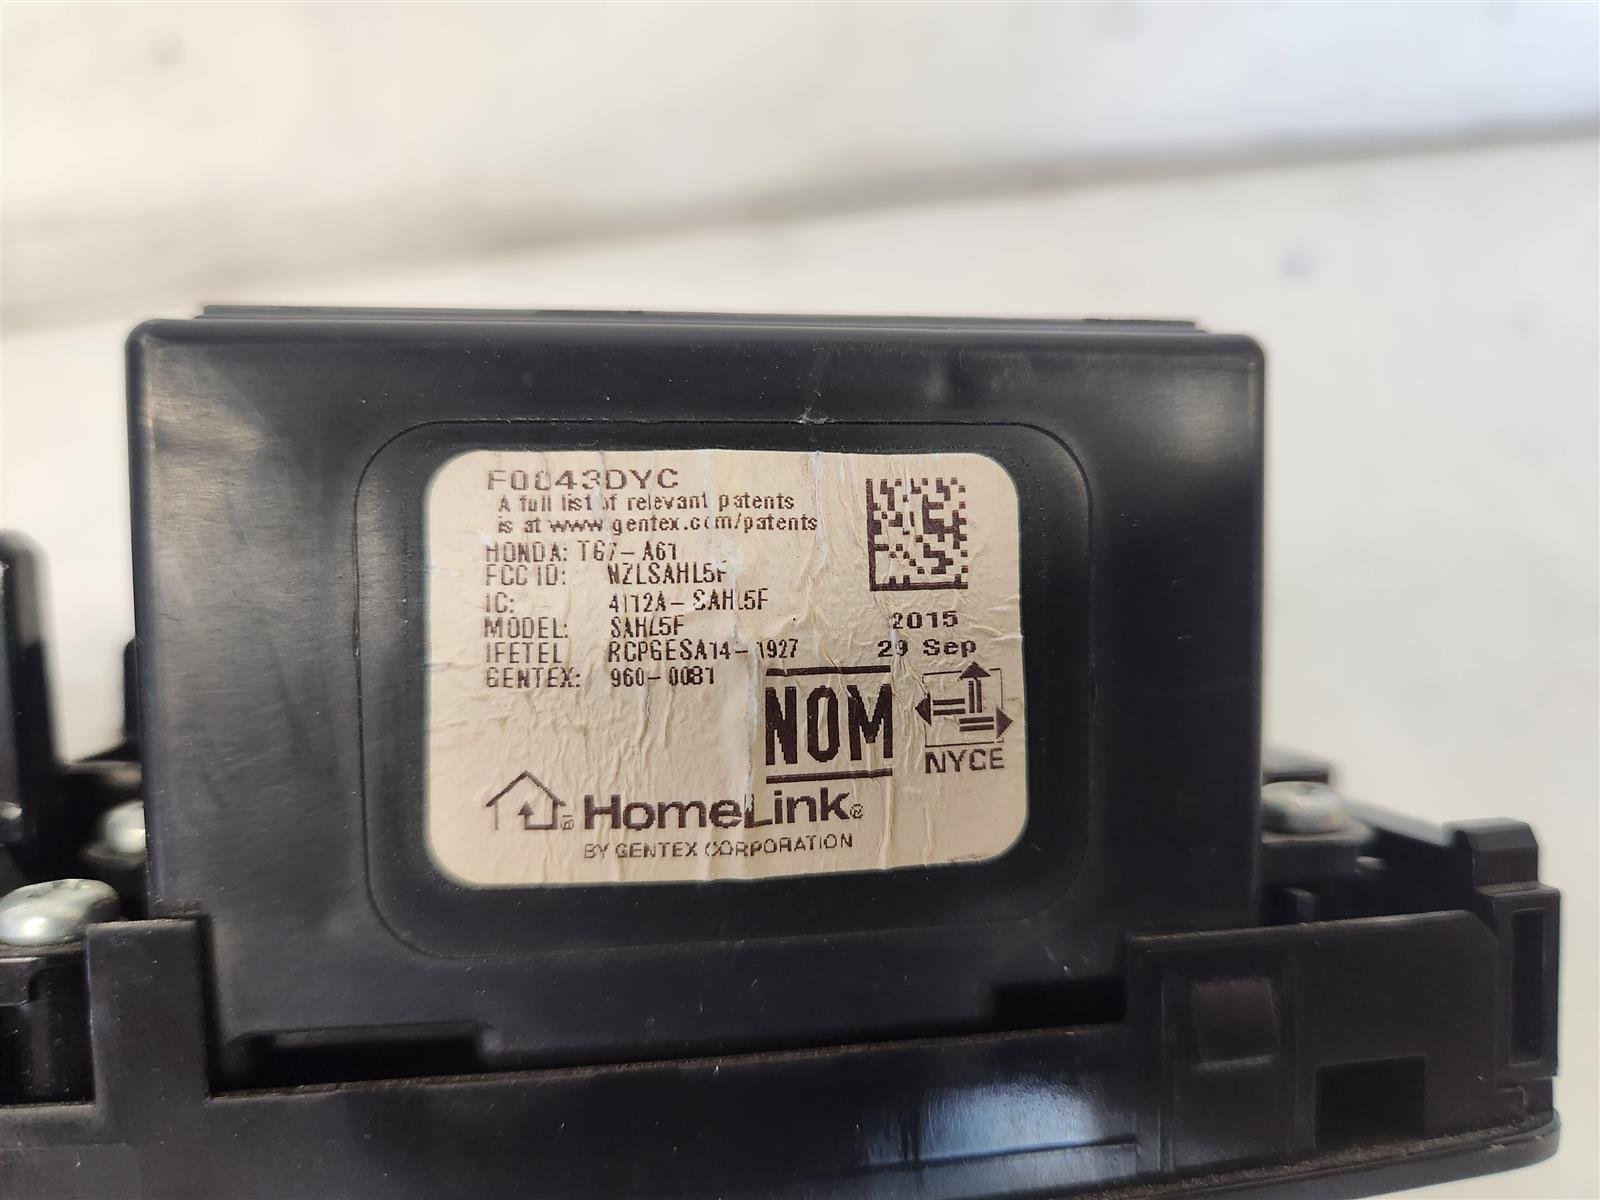 F0043DYC
A full list of relevant patents
is at www.gentex.com/patents
HONDA: TG7-A61
FCC ID: NZLSAHL5F
IC: 4112A-SAHL5F
MODEL: SAHL5F
IFETEL RCPGESA14-1927
GENTEX: 960-0081
2015
29 Sep
NOM
NYCE
HomeLink®
BY GENTEX CORPORATION